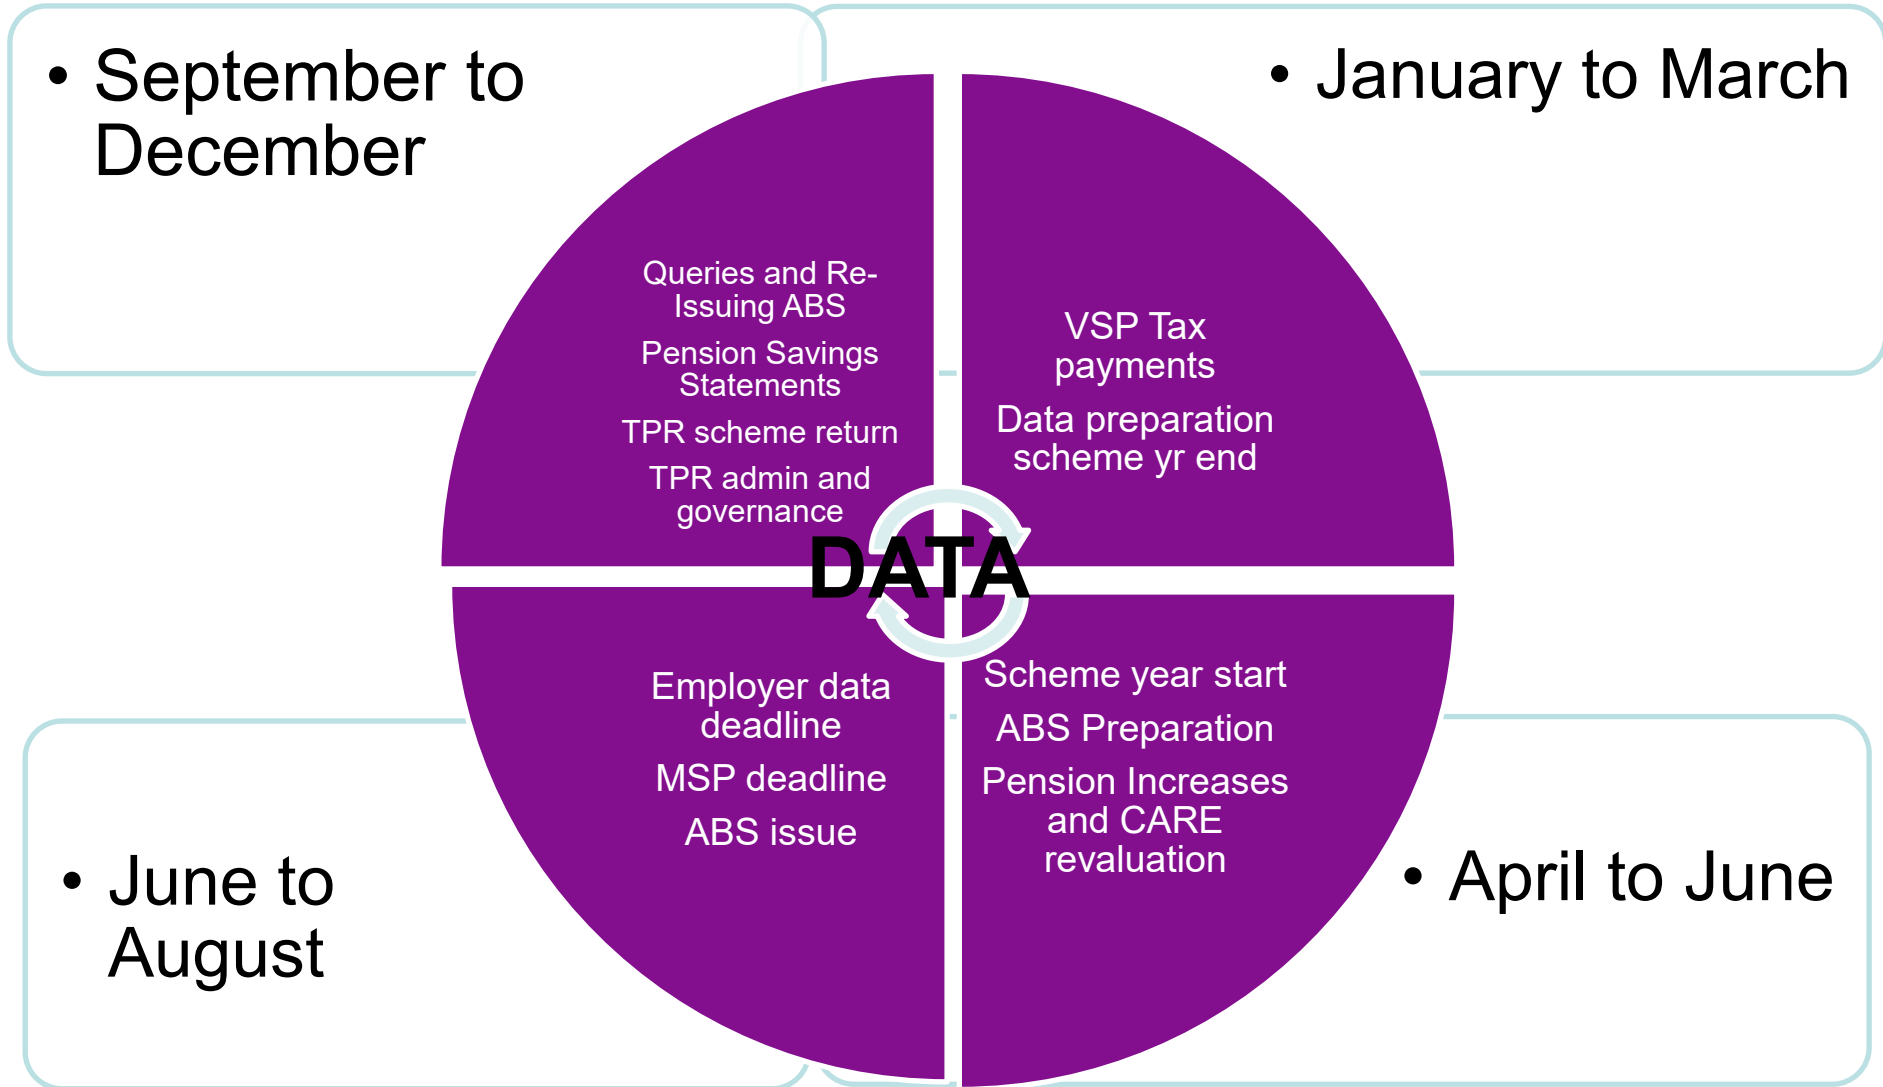 • September to
December
• January to March
Queries and Re-
Issuing ABS
Pension Savings
Statements
TPR scheme return
TPR admin and
governance
VSP Tax
payments
Data preparation
scheme yr end
DATA
Employer data
deadline
MSP deadline
ABS issue
Scheme year start
ABS Preparation
Pension Increases
and CARE
revaluation
• June to
August
• April to June